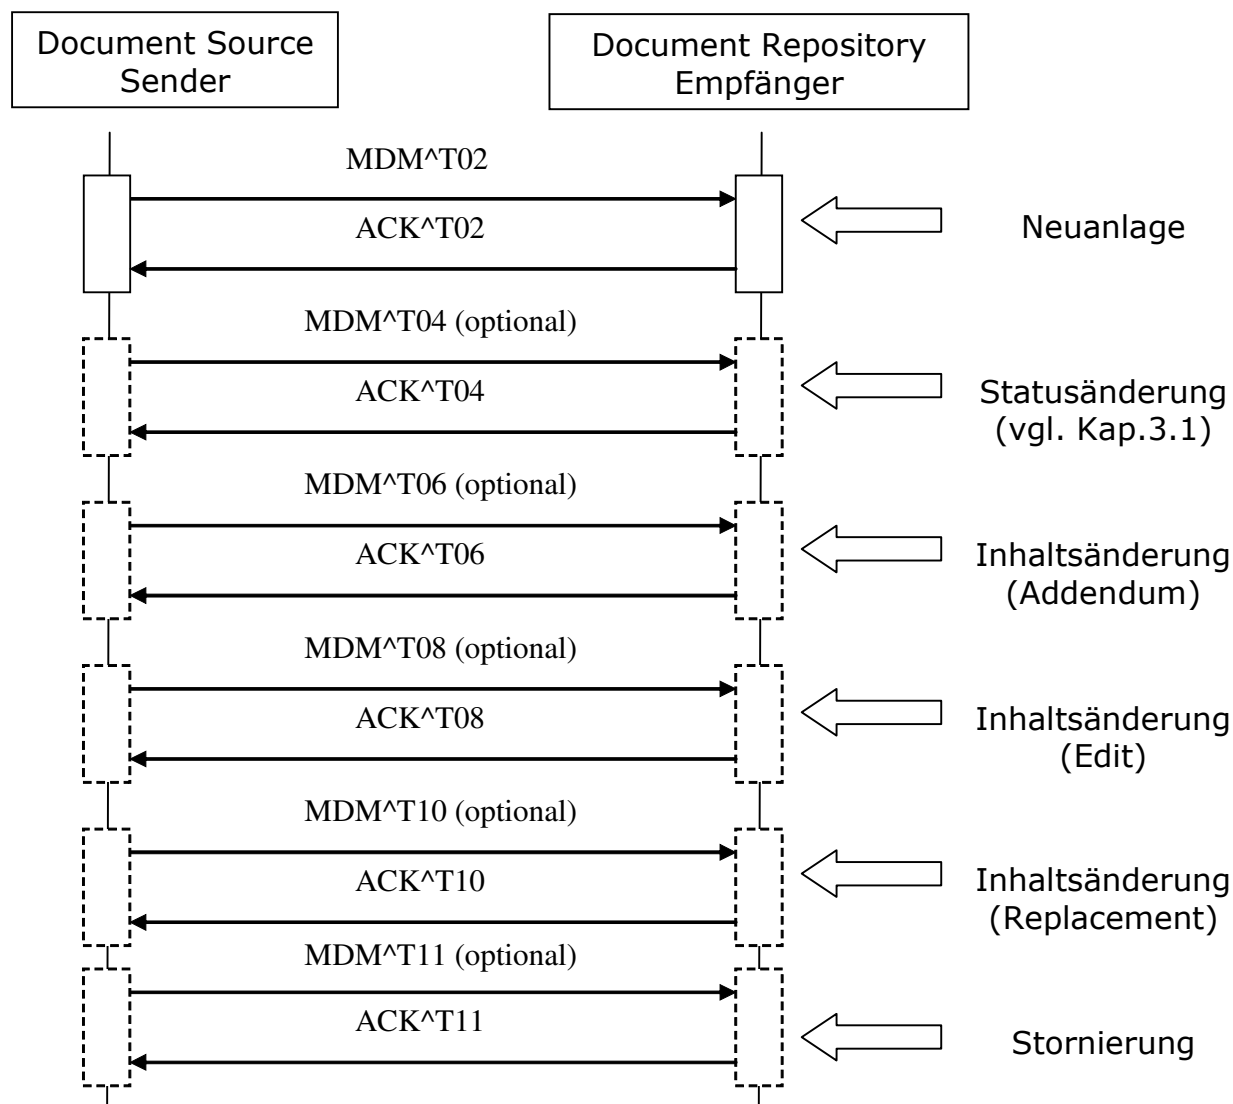 Document Source
Sender
Document Repository
Empfänger
MDM^T02
ACK^T02
Neuanlage
MDM^T04 (optional)
ACK^T04
Statusänderung
(vgl. Kap.3.1)
MDM^T06 (optional)
ACK^T06
Inhaltsänderung
(Addendum)
MDM^T08 (optional)
ACK^T08
Inhaltsänderung
(Edit)
MDM^T10 (optional)
ACK^T10
Inhaltsänderung
(Replacement)
MDM^T11 (optional)
ACK^T11
Stornierung